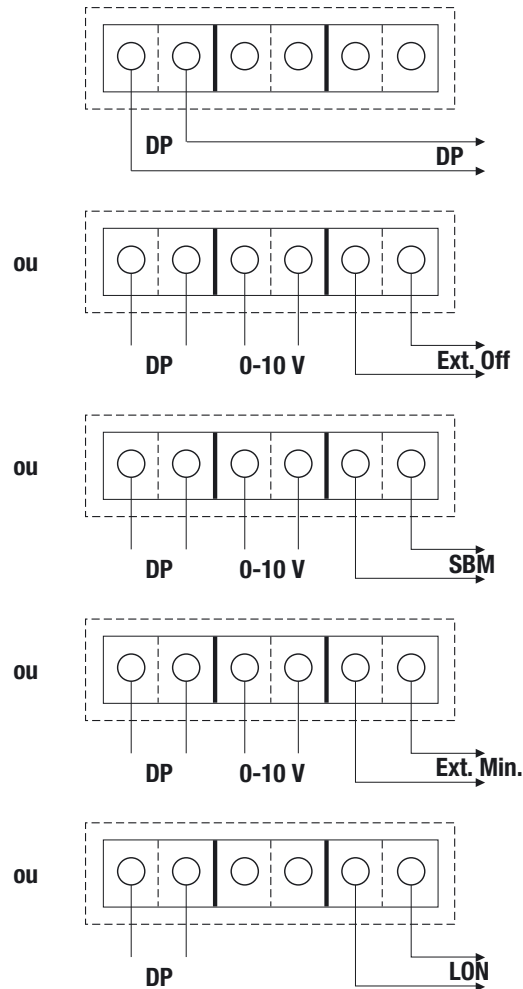 DP
DP
ou
DP 0-10 V Ext. Off
ou
DP 0-10 V SBM
ou
DP 0-10 V Ext. Min.
ou
DP LON